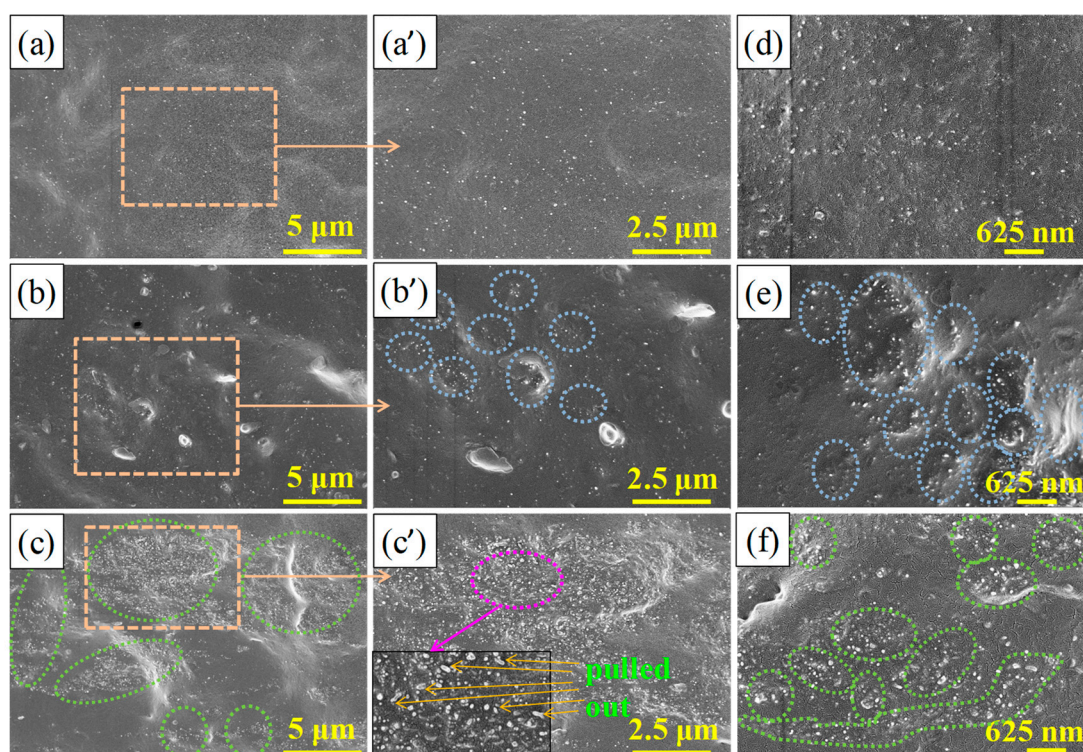 (a)
5 μm
(a')
2.5 μm
(d)
625 nm
(b)
5 μm
(b')
2.5 μm
(e)
625 nm
(c)
5 μm
(c')
pulled
out
2.5 μm
(f)
625 nm